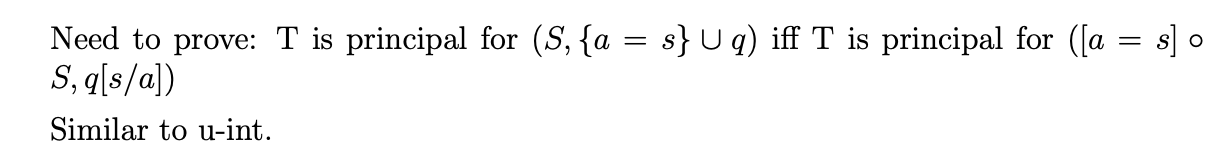 Need to prove: T is principal for (S, {a = s} ∪ q) iff T is principal for ([a = s] ∘
S, q[s/a])
Similar to u-int.